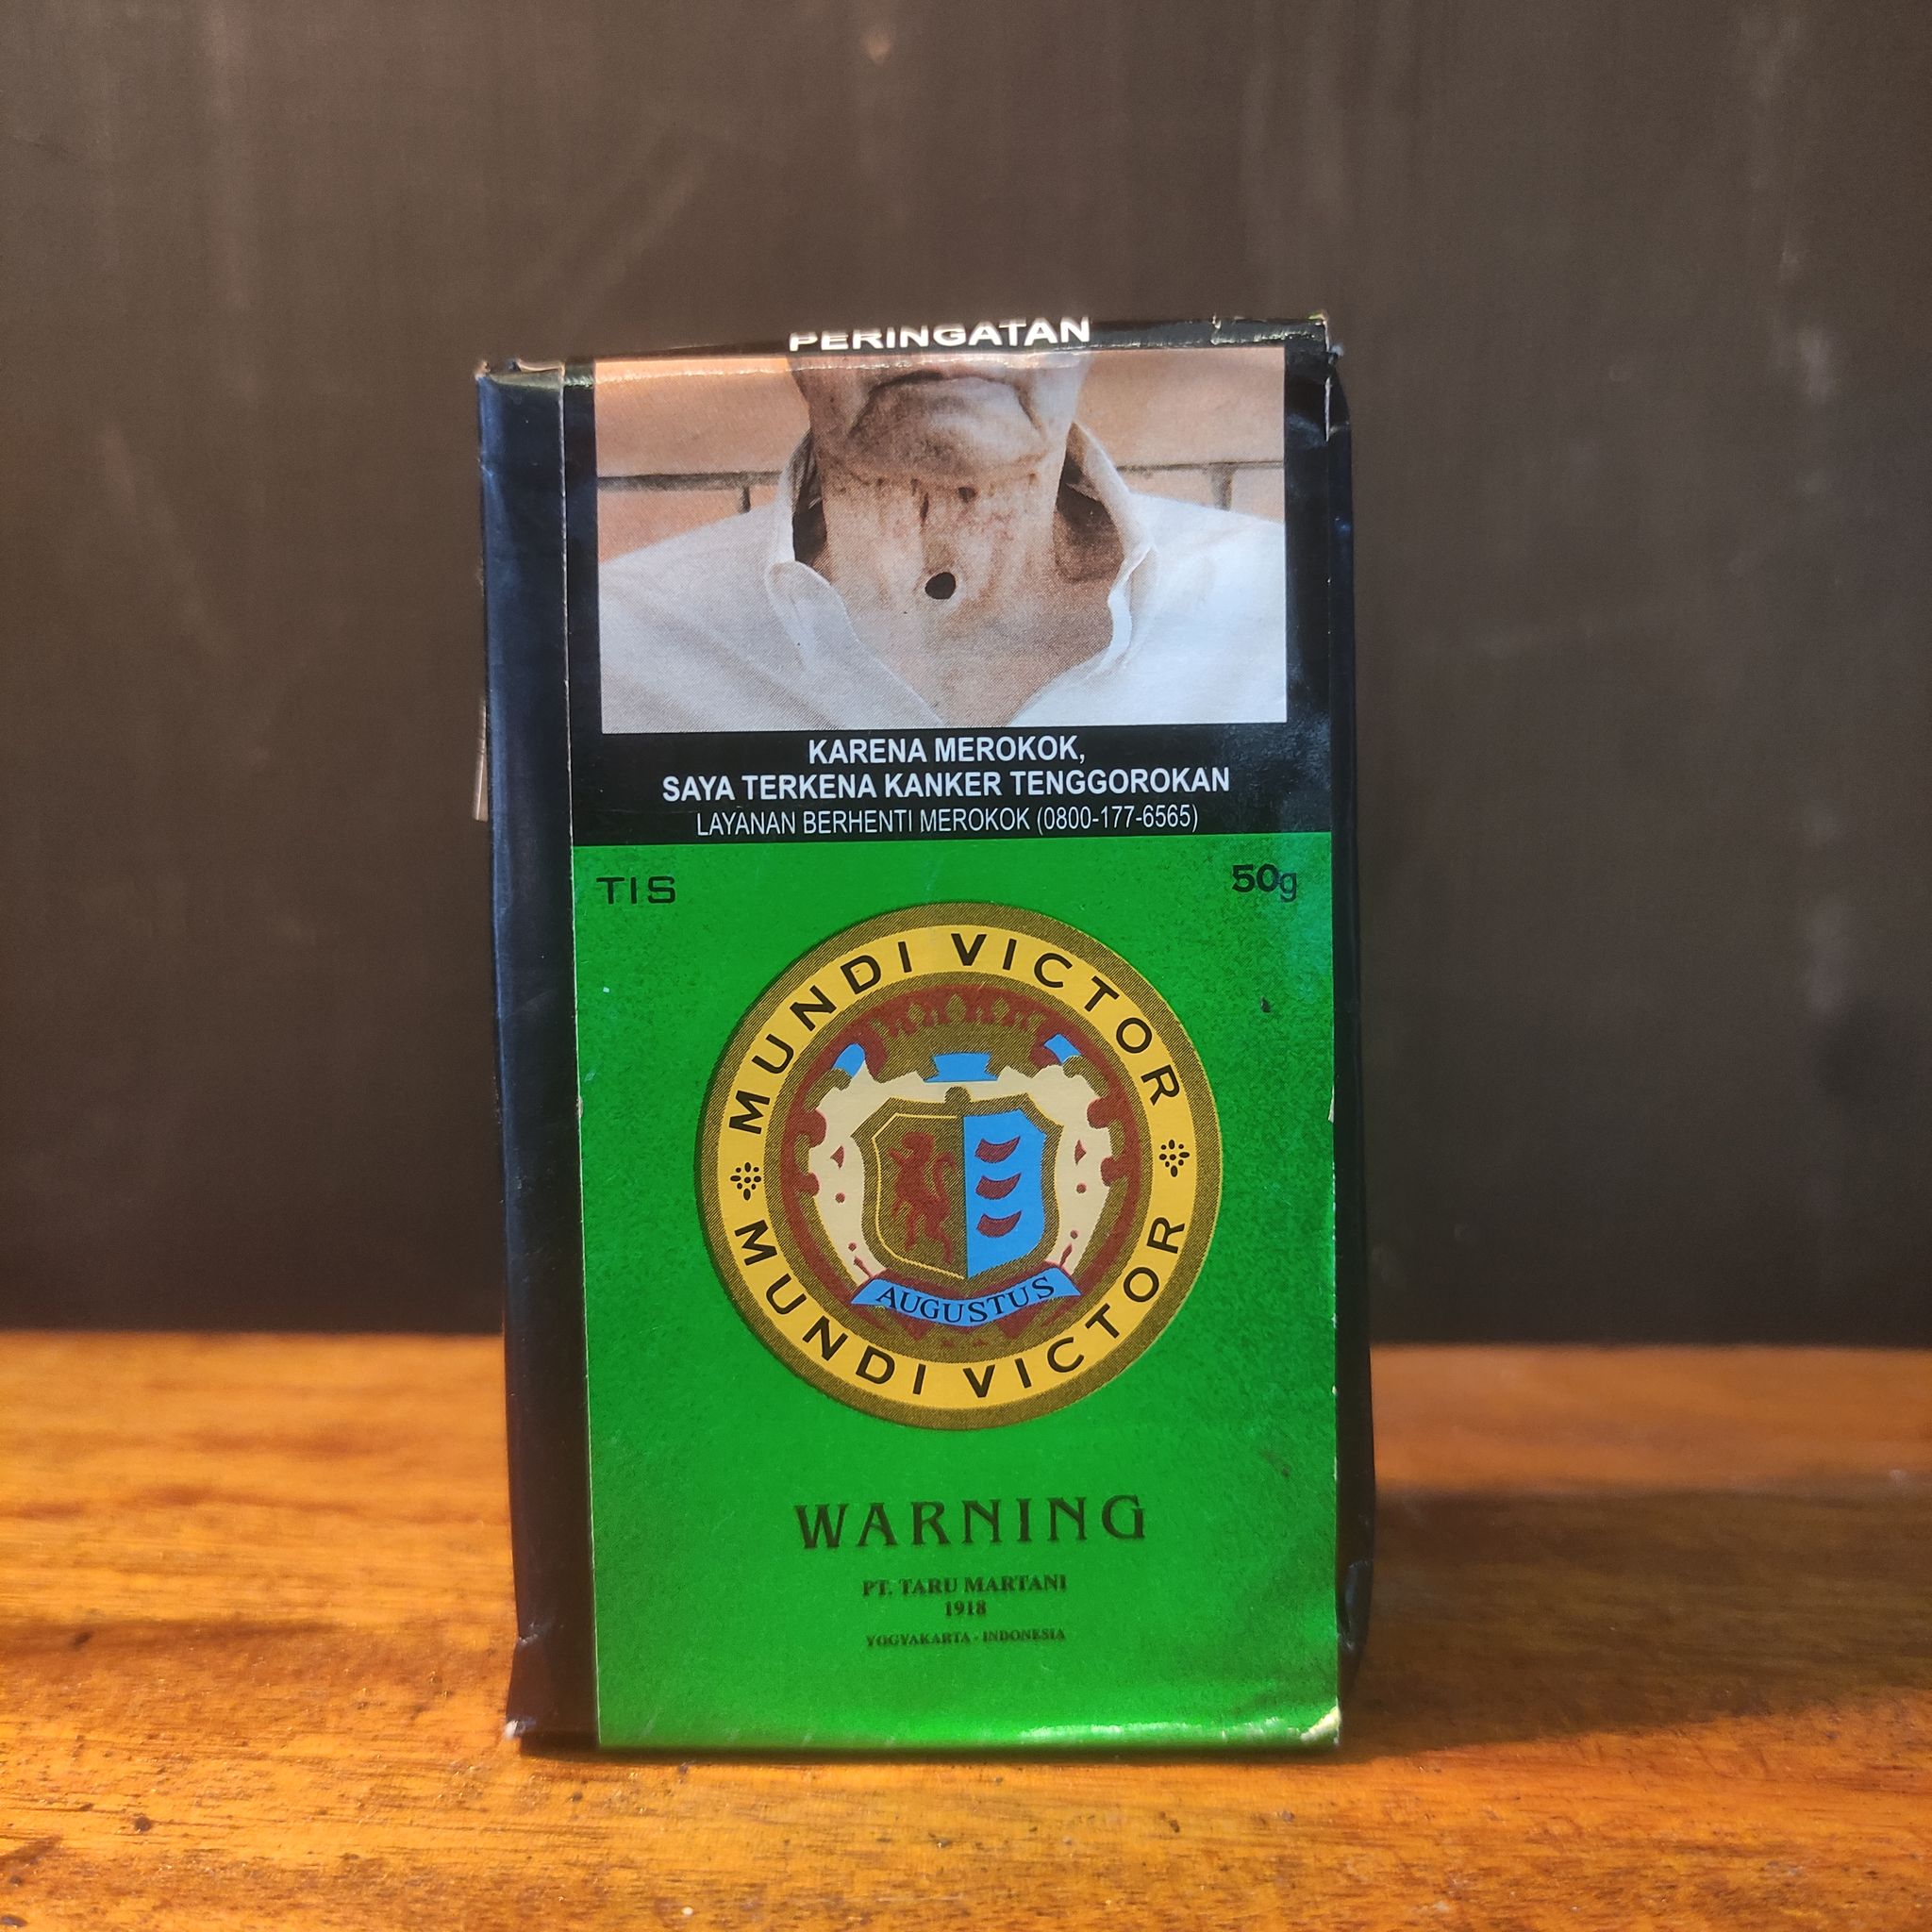 PERINGATAN
KARENA MEROKOK,
SAYA TERKENA KANKER TENGGOROKAN
LAYANAN BERHENTI MEROKOK (0800-177-6565)
TIS
50g
MUNDI VICTOR
AUGUSTUS
MUNDI VICTOR
WARNING
PT. TARU MARTANI
1918
YOGYAKARTA - INDONESIA